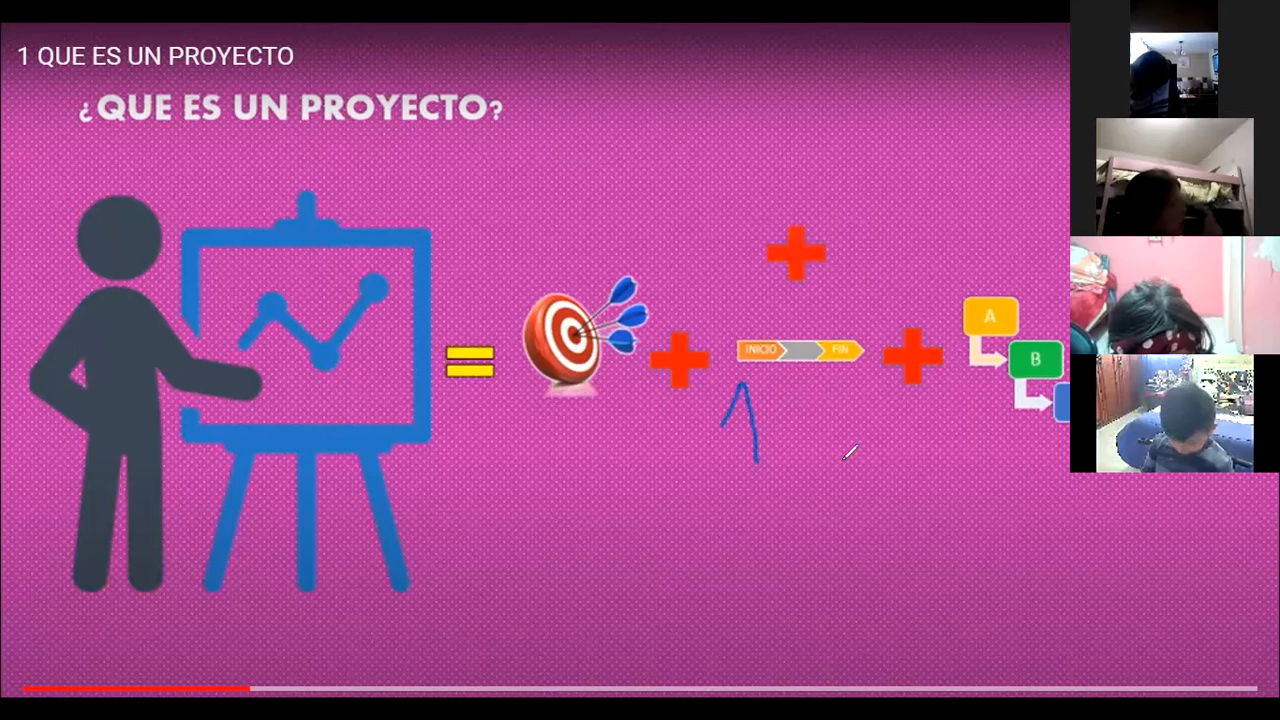 1 QUE ES UN PROYECTO
¿QUE ES UN PROYECTO?
INICIO FIN
A
B